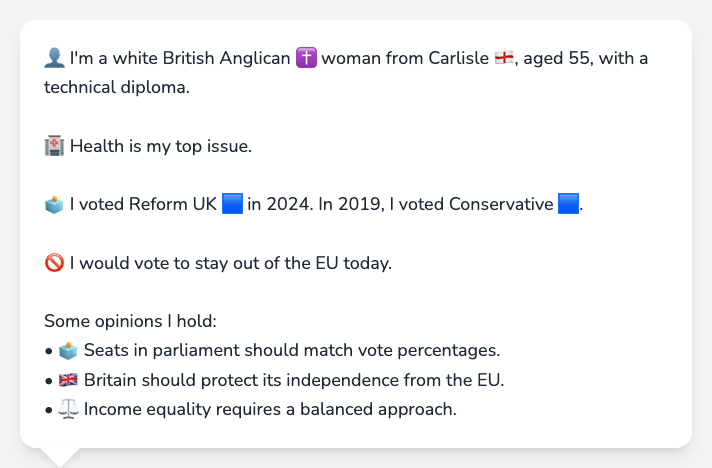 👤 I'm a white British Anglican ✝️ woman from Carlisle 🏴󠁧󠁢󠁥󠁮󠁧󠁿, aged 55, with a
technical diploma.
🏥 Health is my top issue.
🗳️ I voted Reform UK 🟦 in 2024. In 2019, I voted Conservative 🟦.
🚫 I would vote to stay out of the EU today.
Some opinions I hold:
• 🗳️ Seats in parliament should match vote percentages.
• 🇬🇧 Britain should protect its independence from the EU.
• ⚖️ Income equality requires a balanced approach.